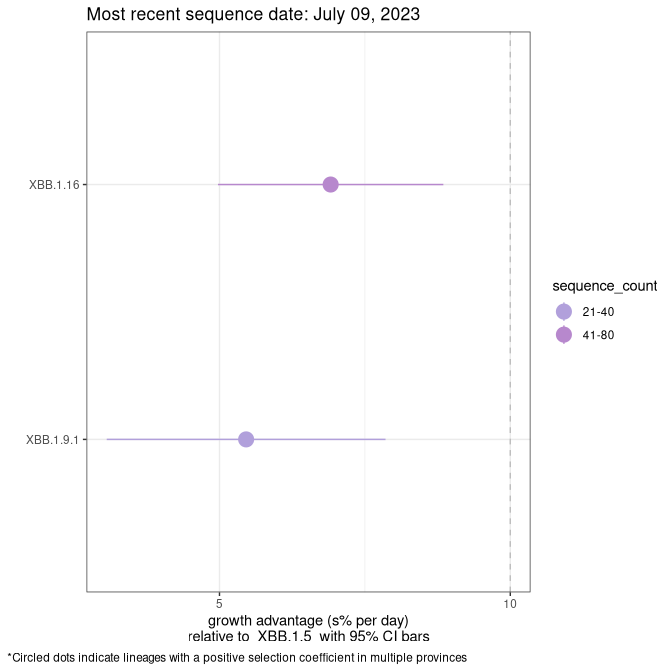 Most recent sequence date: July 09, 2023
XBB.1.16
XBB.1.9.1
sequence_count
21-40
41-80
5
10
growth advantage (s% per day)
relative to  XBB.1.5  with 95% CI bars
*Circled dots indicate lineages with a positive selection coefficient in multiple provinces